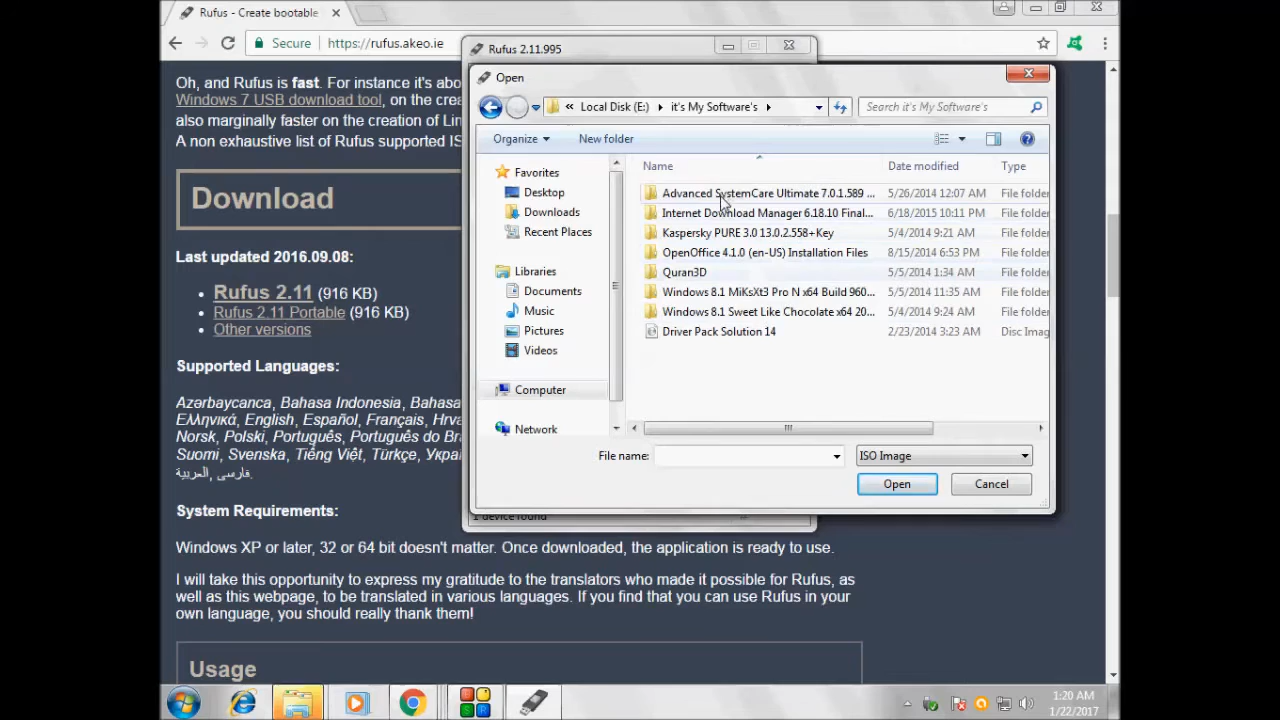 Rufus - Create bootable
Secure
https://rufus.akeo.ie
Rufus 2.11.995
Oh, and Rufus is fast. For instance it's abo
Windows 7 USB download tool, on the crea
also marginally faster on the creation of Lin
A non exhaustive list of Rufus supported IS
Download
Last updated 2016.09.08:
Rufus 2.11 (916 KB)
Rufus 2.11 Portable (916 KB)
Other versions
Supported Languages:
Azərbaycanca, Bahasa Indonesia, Bahasa
Ελληνικά, English, Español, Français, Hrva
Norsk, Polski, Português, Português do B
Suomi, Svenska, Tiếng Việt, Türkçe, Укра
العربية, فارسی.
System Requirements:
Windows XP or later, 32 or 64 bit doesn't matter. Once downloaded, the application is ready to use.
I will take this opportunity to express my gratitude to the translators who made it possible for Rufus, as
well as this webpage, to be translated in various languages. If you find that you can use Rufus in your
own language, you should really thank them!
Usage
Open
« Local Disk (E:) it's My Software's
Search it's My Software's
Organize New folder
Favorites
Desktop
Downloads
Recent Places
Libraries
Documents
Music
Pictures
Videos
Computer
Network
Name Date modified Type
Advanced SystemCare Ultimate 7.0.1.589 ... 5/26/2014 12:07 AM File folder
Internet Download Manager 6.18.10 Final... 6/18/2015 10:11 PM File folder
Kaspersky PURE 3.0 13.0.2.558+Key 5/4/2014 9:21 AM File folder
OpenOffice 4.1.0 (en-US) Installation Files 8/15/2014 6:53 PM File folder
Quran3D 5/5/2014 1:34 AM File folder
Windows 8.1 MiKsXt3 Pro N x64 Build 960... 5/5/2014 11:35 AM File folder
Windows 8.1 Sweet Like Chocolate x64 20... 5/4/2014 9:24 AM File folder
Driver Pack Solution 14 2/23/2014 3:23 AM Disc Imag
File name:
ISO Image
Open Cancel
1 device found
1:20 AM
1/22/2017